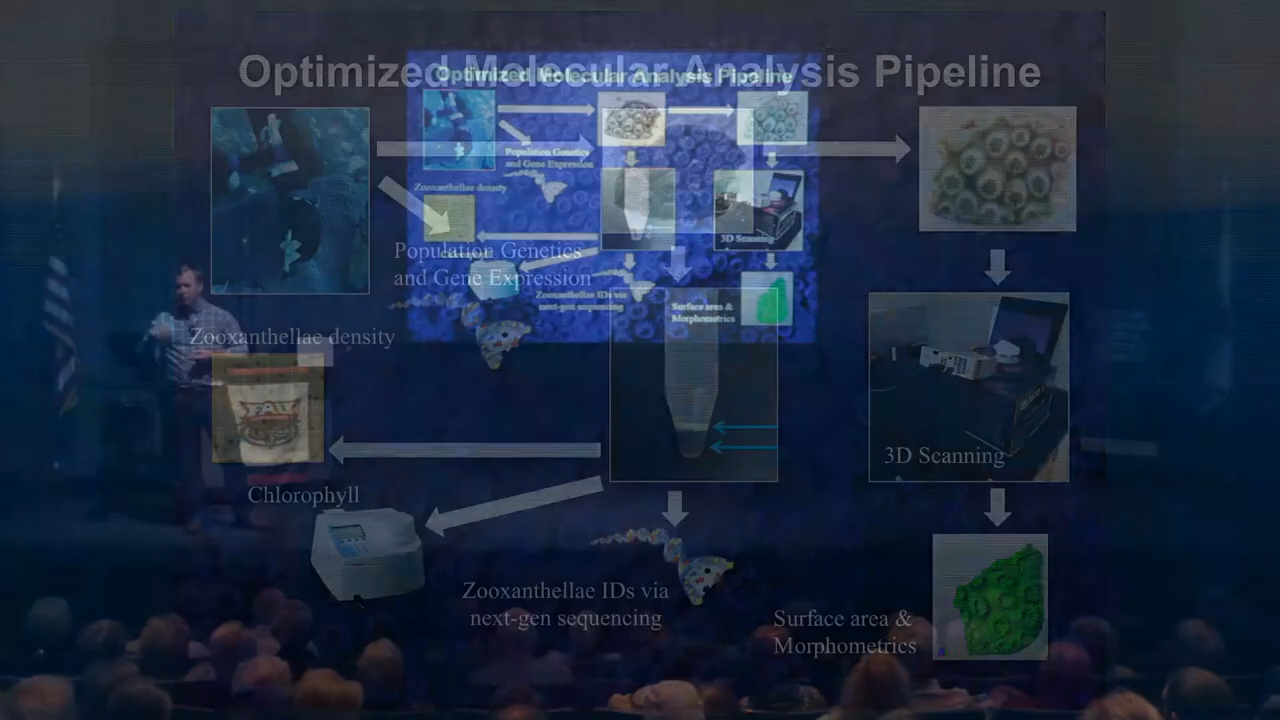 Optimized Molecular Analysis Pipeline
Optimized Molecular Analysis Pipeline
Population Genetics
and Gene Expression
Zooxanthellae density
3D Scanning
Zooxanthellae IDs via
next-gen sequencing
Surface area &
Morphometrics
Population Genetics
and Gene Expression
Zooxanthellae density
FAU
Chlorophyll
3D Scanning
Zooxanthellae IDs via
next-gen sequencing
Surface area &
Morphometrics